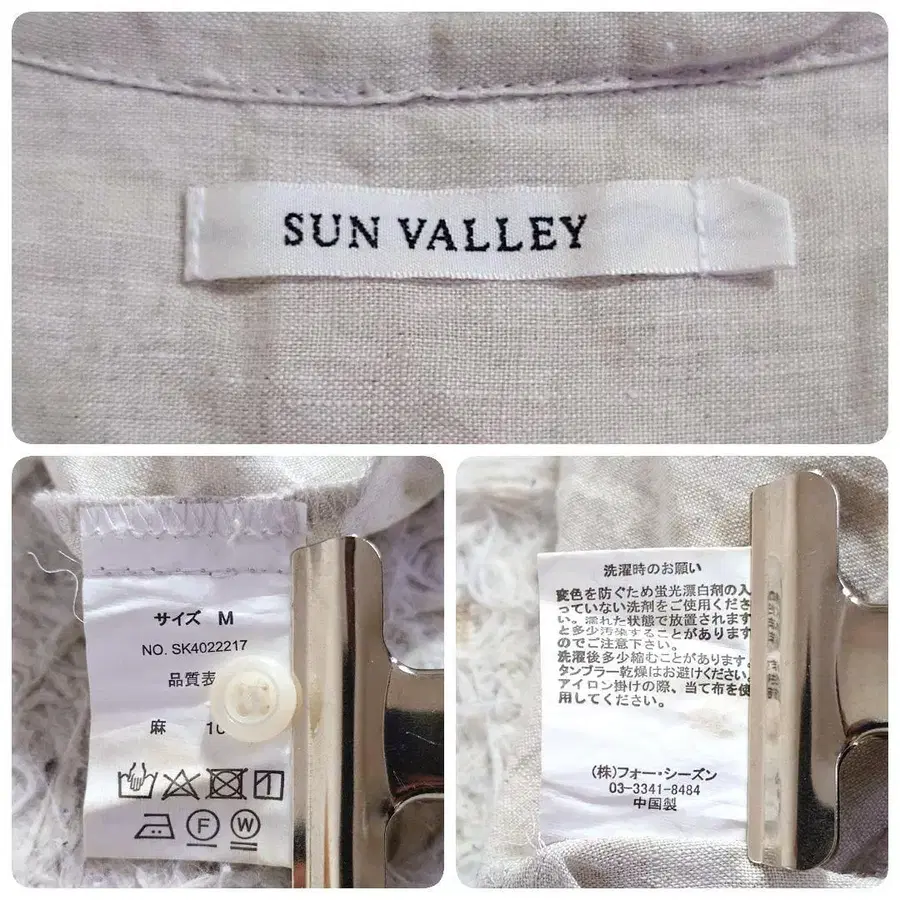 SUN VALLEY
サイズ M
NO. SK4022217
品質表
麻 10
F
W
洗濯時のお願い
変色を防ぐため蛍光漂白剤の入
っていない洗剤をご使用くださ
い。濡れた状態で放置されます
と多少汚染することがあります
のでご注意下さい。
洗濯後多少縮むことがあります。
タンブラー乾燥はお避けください。
アイロン掛けの際、当て布を使
用してください。
(株)フォー・シーズン
03-3341-8484
中国製